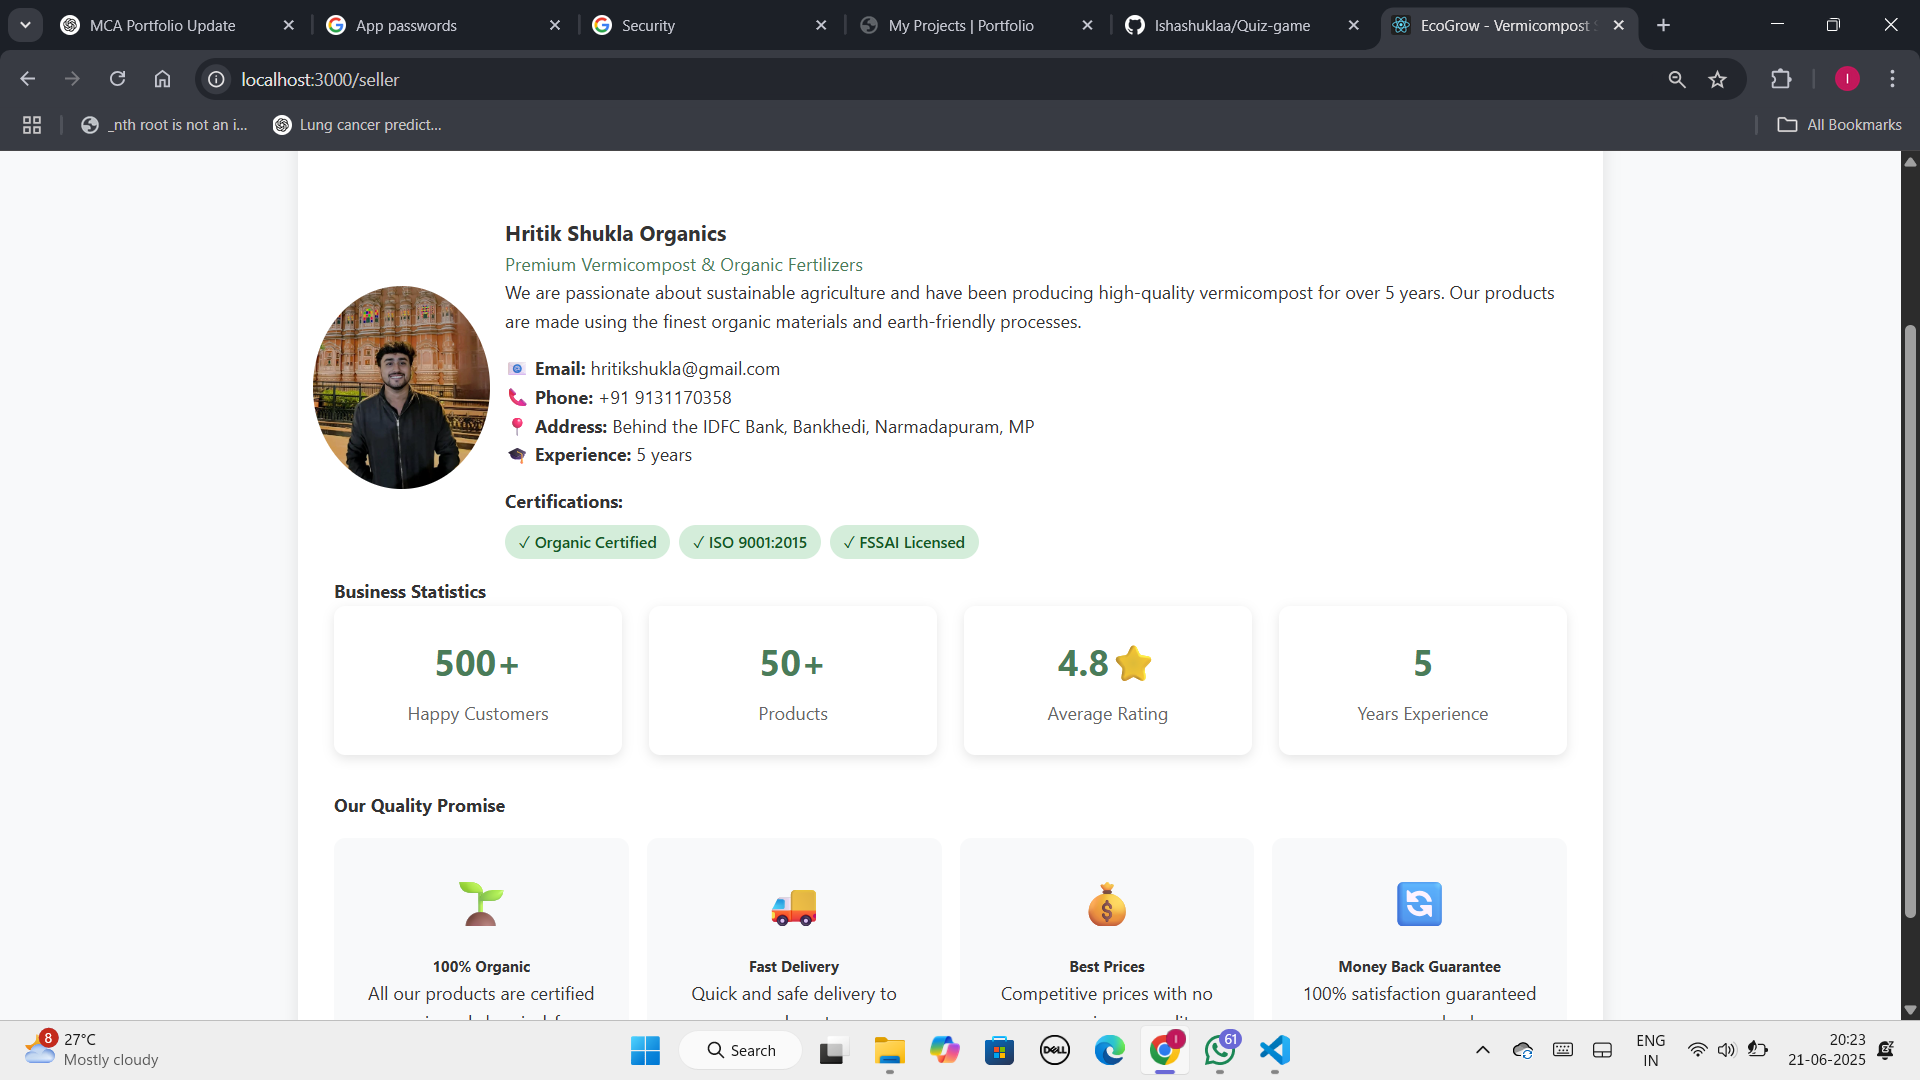 MCA Portfolio Update
App passwords
Security
My Projects | Portfolio
Ishashuklaa/Quiz-game
EcoGrow - Vermicompost
localhost:3000/seller
I
_nth root is not an i...
Lung cancer predict...
All Bookmarks
Hritik Shukla Organics
Premium Vermicompost & Organic Fertilizers
We are passionate about sustainable agriculture and have been producing high-quality vermicompost for over 5 years. Our products
are made using the finest organic materials and earth-friendly processes.
Email: hritikshukla@gmail.com
Phone: +91 9131170358
Address: Behind the IDFC Bank, Bankhedi, Narmadapuram, MP
Experience: 5 years
Certifications:
✓ Organic Certified
✓ ISO 9001:2015
✓ FSSAI Licensed
Business Statistics
500+
Happy Customers
50+
Products
4.8⭐
Average Rating
5
Years Experience
Our Quality Promise
100% Organic
All our products are certified
Fast Delivery
Quick and safe delivery to
Best Prices
Competitive prices with no
Money Back Guarantee
100% satisfaction guaranteed
8
27°C
Mostly cloudy
Search
DELL
I
61
ENG
IN
20:23
21-06-2025